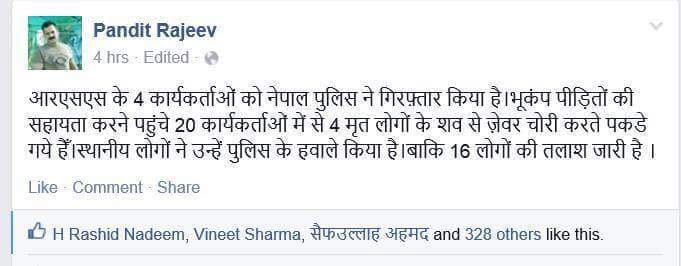 Pandit Rajeev
4 hrs · Edited ·
आरएसएस के 4 कार्यकर्ताओं को नेपाल पुलिस ने गिरफ़्तार किया है।भूकंप पीड़ितों की
सहायता करने पहुंचे 20 कार्यकर्ताओं में से 4 मृत लोगों के शव से ज़ेवर चोरी करते पकडे
गये हैँ।स्थानीय लोगों ने उन्हें पुलिस के हवाले किया है।बाकि 16 लोगों की तलाश जारी है ।
Like · Comment · Share
H Rashid Nadeem, Vineet Sharma, सैफउल्लाह अहमद and 328 others like this.